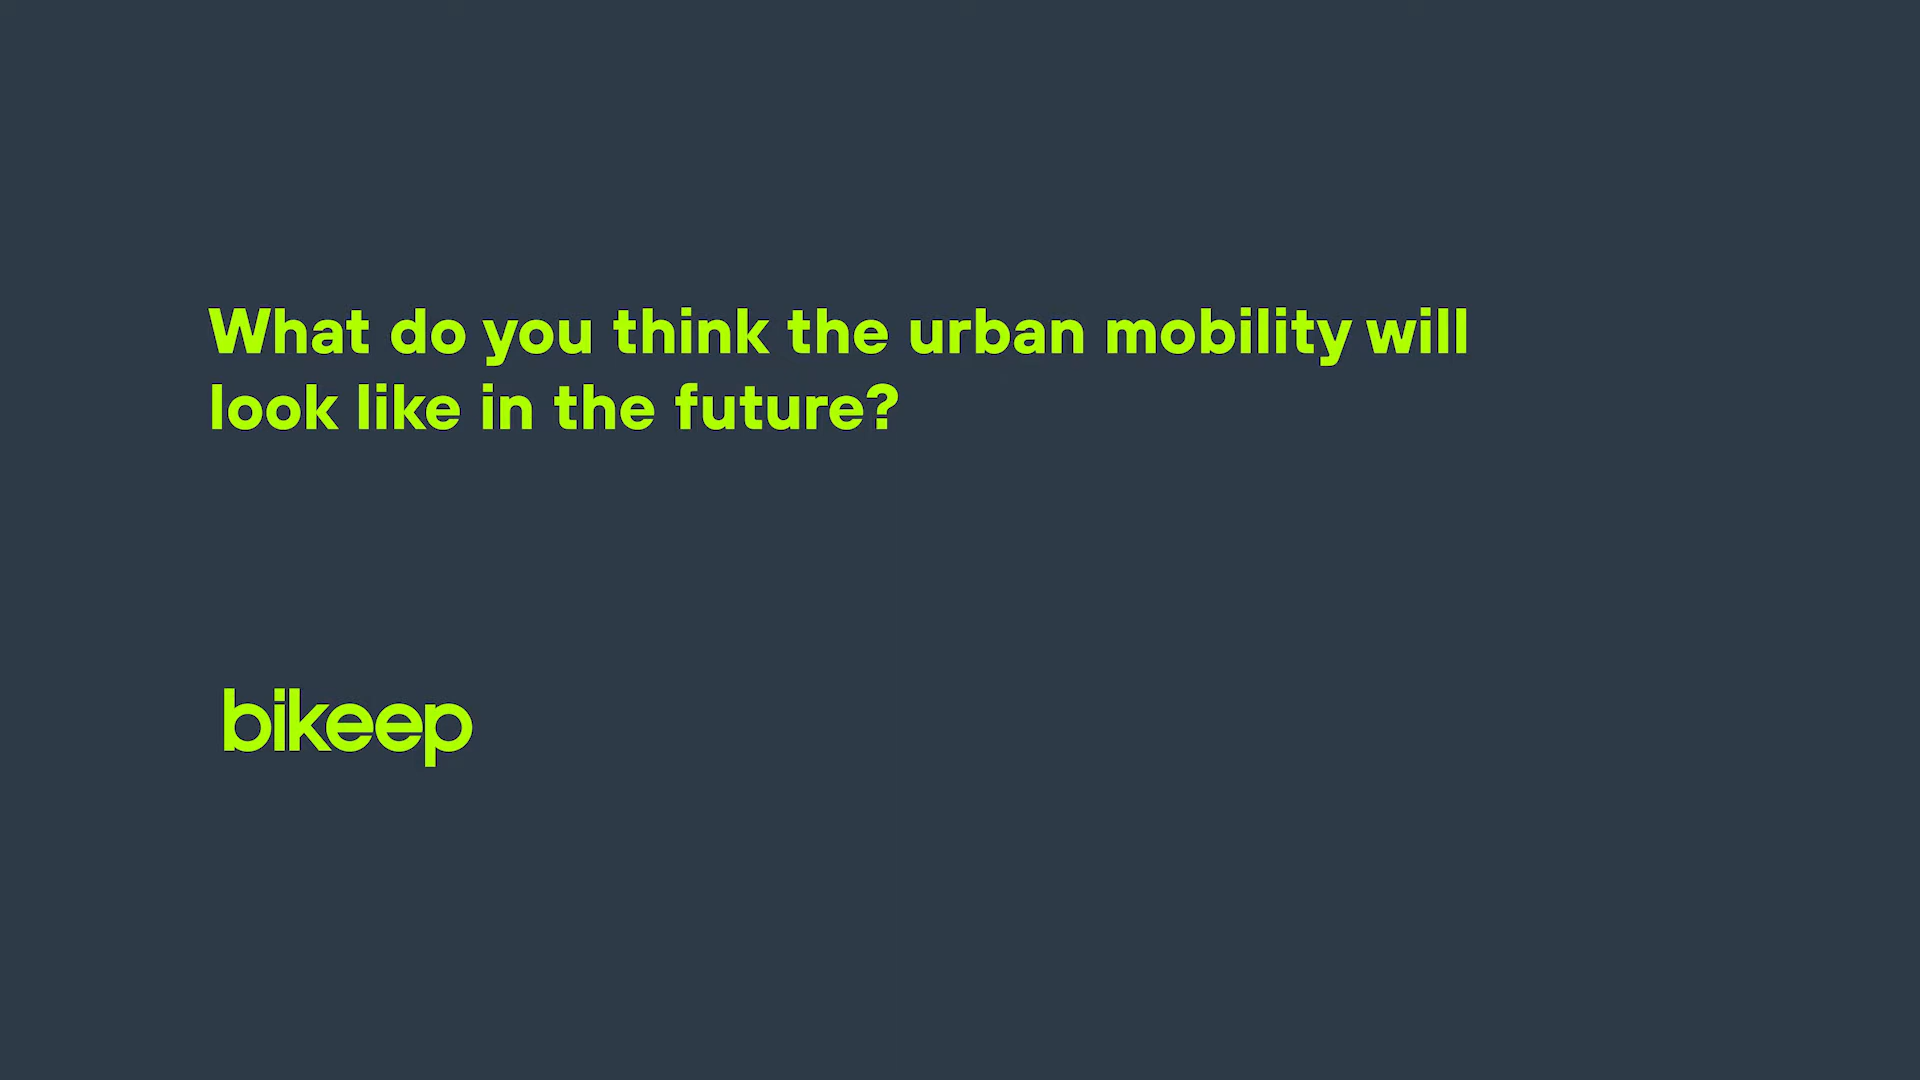 What do you think the urban mobility will
look like in the future?
bikeep